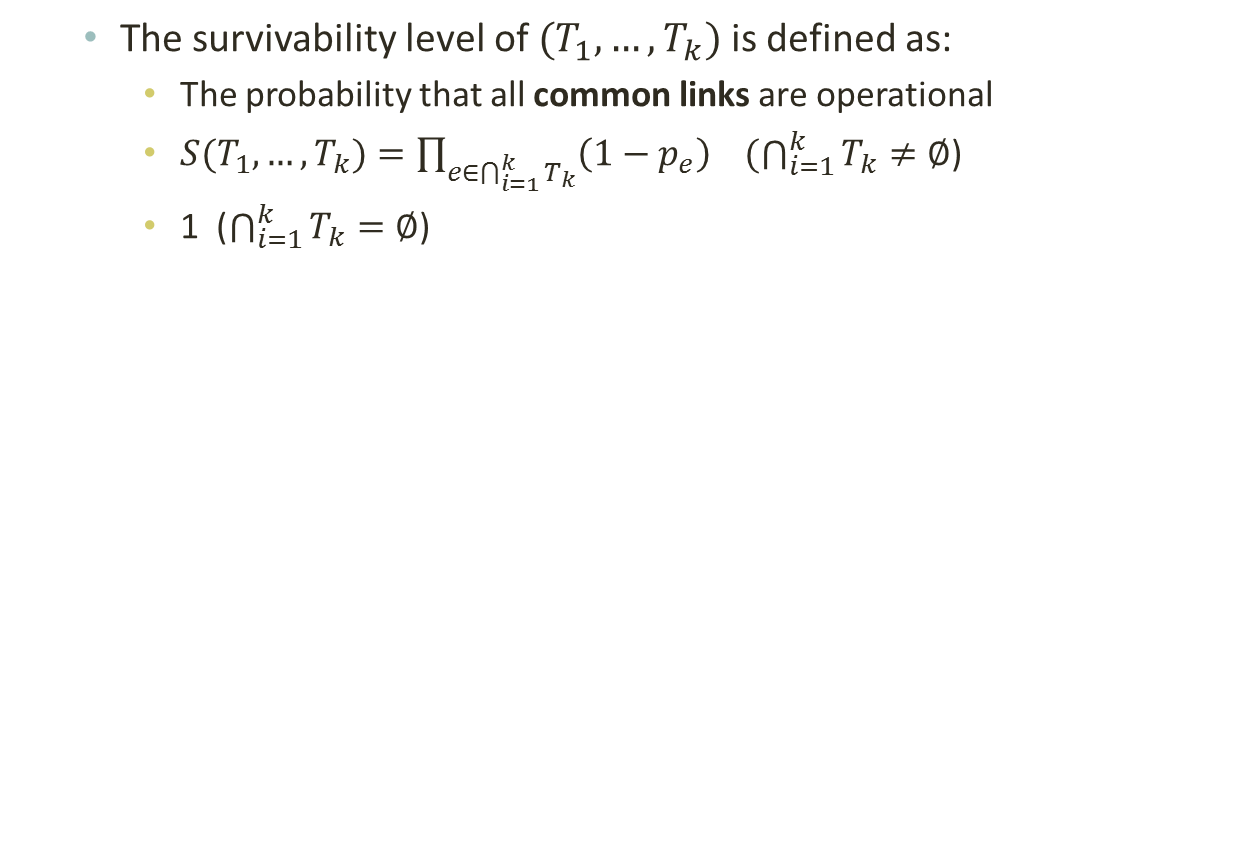 • The survivability level of (T₁, … , Tₖ) is defined as:
• The probability that all common links are operational
• S(T₁, … , Tₖ) = ∏_{e∈⋂_{i=1}^{k} Tₖ} (1 − pₑ) (⋂_{i=1}^{k} Tₖ ≠ ∅)
• 1 (⋂_{i=1}^{k} Tₖ = ∅)